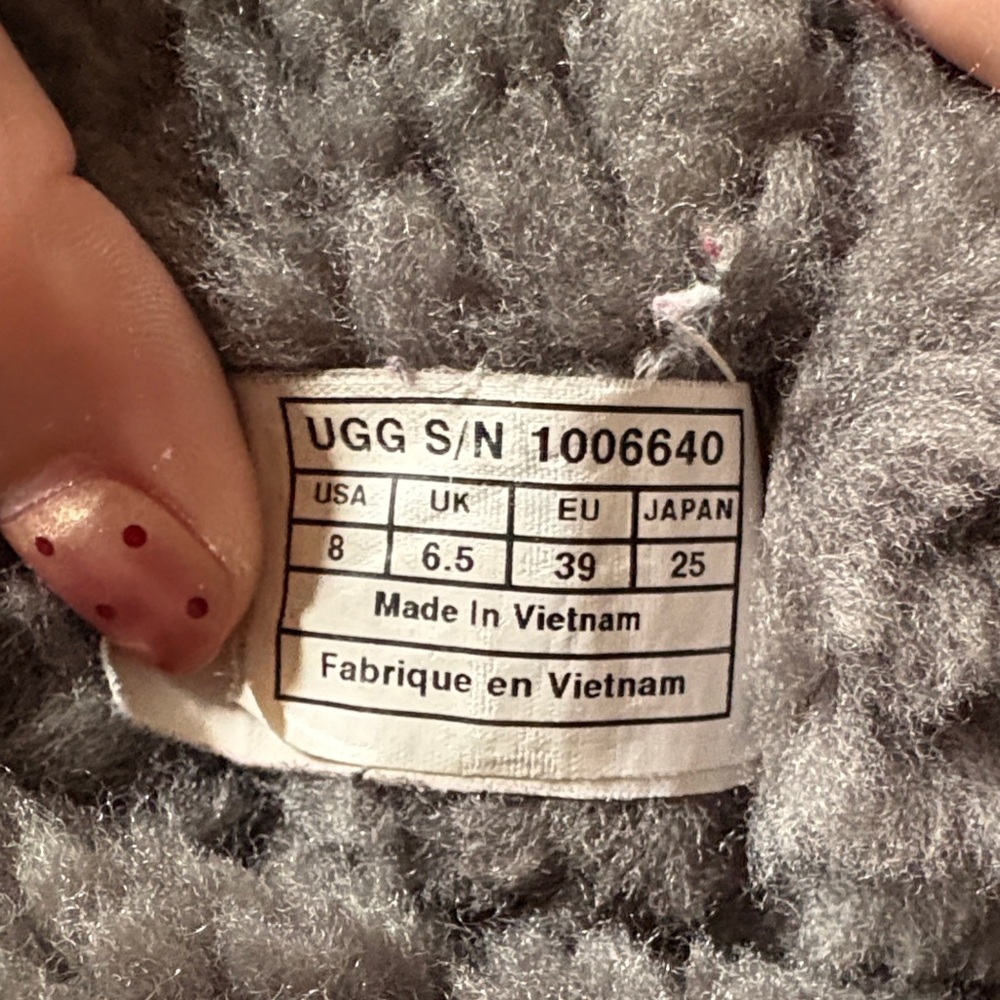 UGG S/N 1006640
USA UK EU JAPAN
8 6.5 39 25
Made In Vietnam
Fabrique en Vietnam